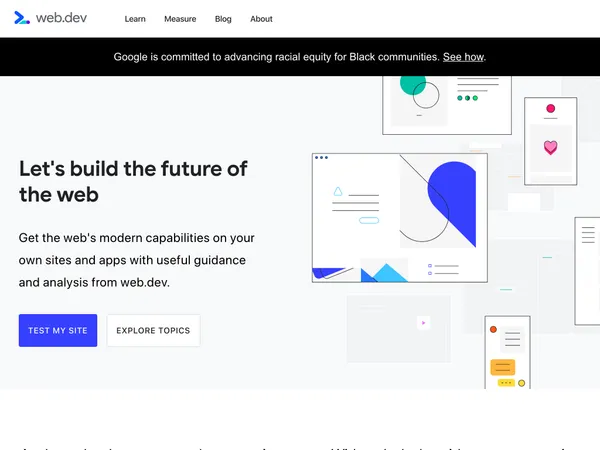 web.dev
Learn Measure Blog About
Google is committed to advancing racial equity for Black communities. See how.
Let's build the future of
the web
Get the web's modern capabilities on your
own sites and apps with useful guidance
and analysis from web.dev.
TEST MY SITE EXPLORE TOPICS